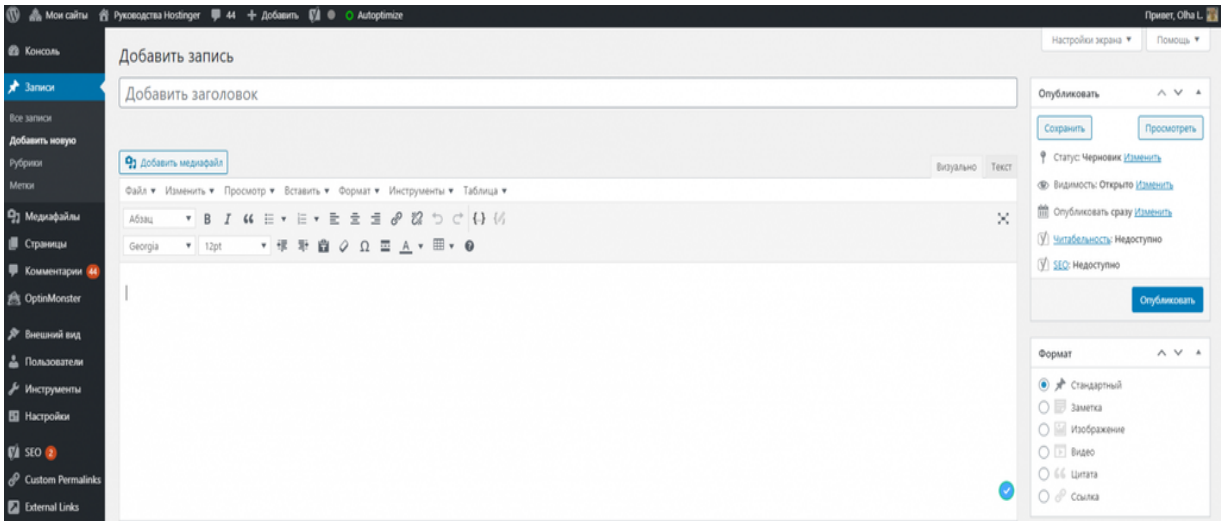 Мои сайты Руководства Hostinger 44 + Добавить Autoptimize Привет, Olha L.
Настройки экрана ▼ Помощь ▼
Консоль
Записи
Все записи
Добавить новую
Рубрики
Метки
Медиафайлы
Страницы
Комментарии 44
OptinMonster
Внешний вид
Пользователи
Инструменты
Настройки
SEO 2
Custom Permalinks
External Links
Добавить запись
Добавить заголовок
Добавить медиафайл
Визуально Текст
Файл ▼ Изменить ▼ Просмотр ▼ Вставить ▼ Формат ▼ Инструменты ▼ Таблица ▼
Абзац ▼ B I
Georgia ▼ 12pt ▼ Ω A ▼
Опубликовать
Сохранить Просмотреть
Статус: Черновик Изменить
Видимость: Открыто Изменить
Опубликовать сразу Изменить
Читабельность: Недоступно
SEO: Недоступно
Опубликовать
Формат
Стандартный
Заметка
Изображение
Видео
Цитата
Ссылка